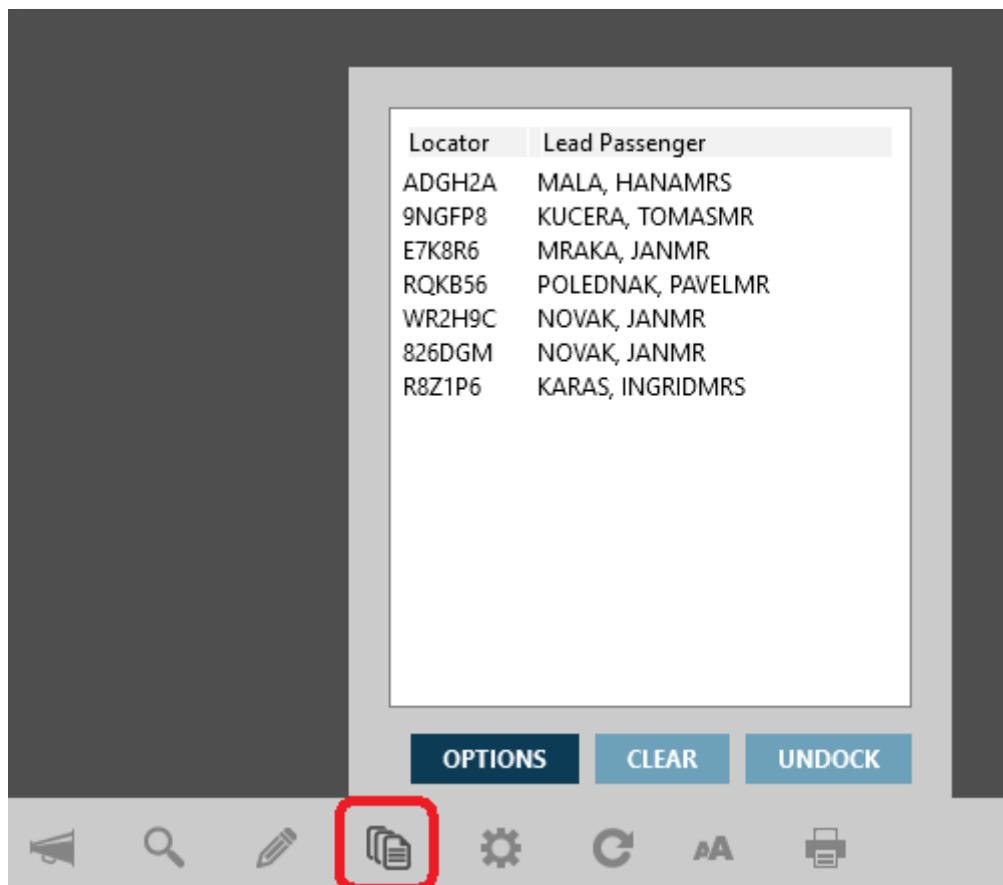 Locator Lead Passenger
ADGH2A MALA, HANAMRS
9NGFP8 KUCERA, TOMASMR
E7K8R6 MRAKA, JANMR
RQKB56 POLEDNAK, PAVELMR
WR2H9C NOVAK, JANMR
826DGM NOVAK, JANMR
R8Z1P6 KARAS, INGRIDMRS
OPTIONS CLEAR UNDOCK
AA